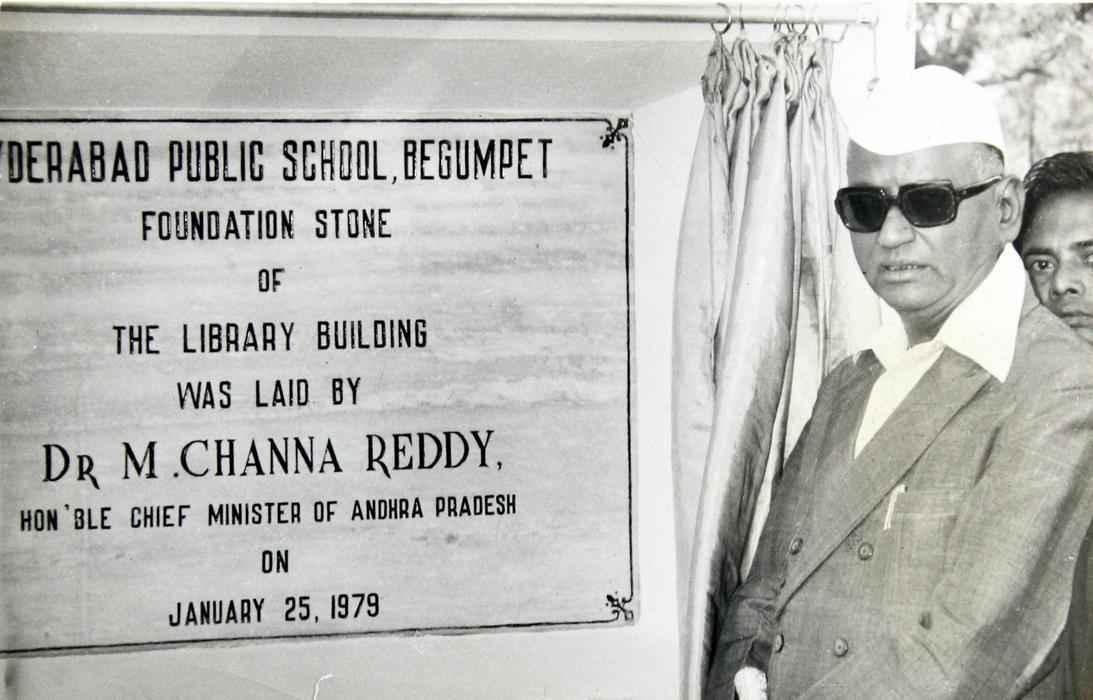 YDERABAD PUBLIC SCHOOL, BEGUMPET
FOUNDATION STONE
OF
THE LIBRARY BUILDING
WAS LAID BY
DR M. CHANNA REDDY,
HON'BLE CHIEF MINISTER OF ANDHRA PRADESH
ON
JANUARY 25, 1979